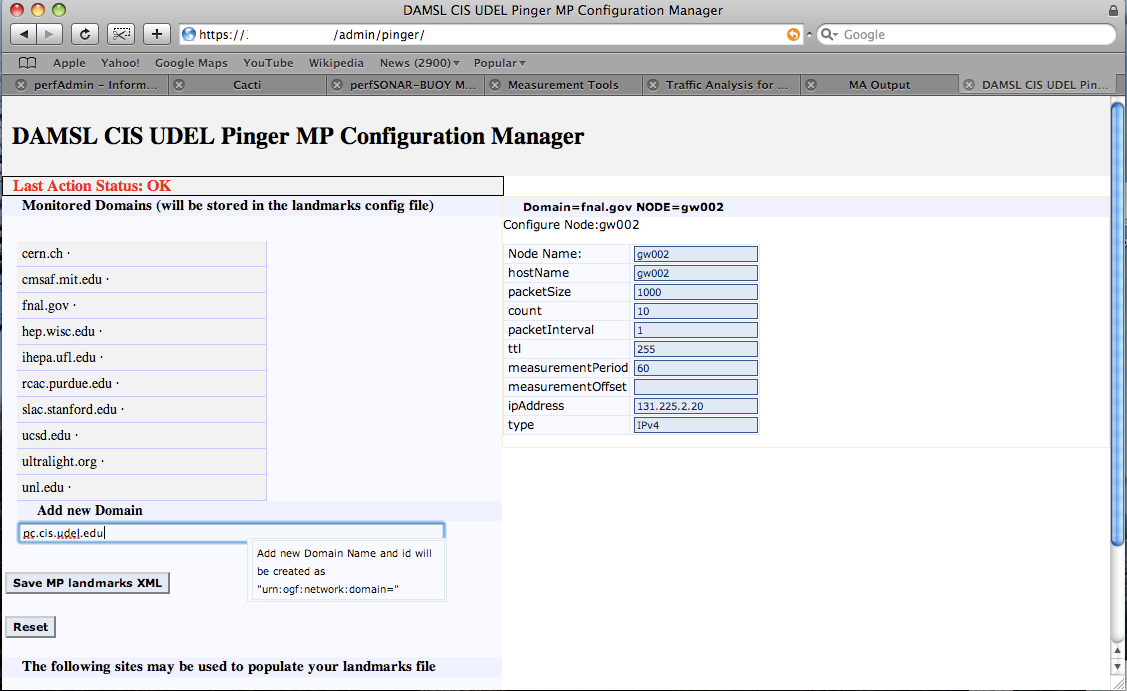 DAMSL CIS UDEL Pinger MP Configuration Manager
https:// /admin/pinger/
Google
Apple Yahoo! Google Maps YouTube Wikipedia News (2900) Popular
perfAdmin - Inform... Cacti perfSONAR-BUOY M... Measurement Tools Traffic Analysis for ... MA Output DAMSL CIS UDEL Pin...
DAMSL CIS UDEL Pinger MP Configuration Manager
Last Action Status: OK
Monitored Domains (will be stored in the landmarks config file)
cern.ch ·
cmsaf.mit.edu ·
fnal.gov ·
hep.wisc.edu ·
ihepa.ufl.edu ·
rcac.purdue.edu ·
slac.stanford.edu ·
ucsd.edu ·
ultralight.org ·
unl.edu ·
Add new Domain
pc.cis.udel.edu
Add new Domain Name and id will
be created as
"urn:ogf:network:domain="
Save MP landmarks XML
Reset
The following sites may be used to populate your landmarks file
Domain=fnal.gov NODE=gw002
Configure Node:gw002
Node Name: gw002
hostName gw002
packetSize 1000
count 10
packetInterval 1
ttl 255
measurementPeriod 60
measurementOffset
ipAddress 131.225.2.20
type IPv4